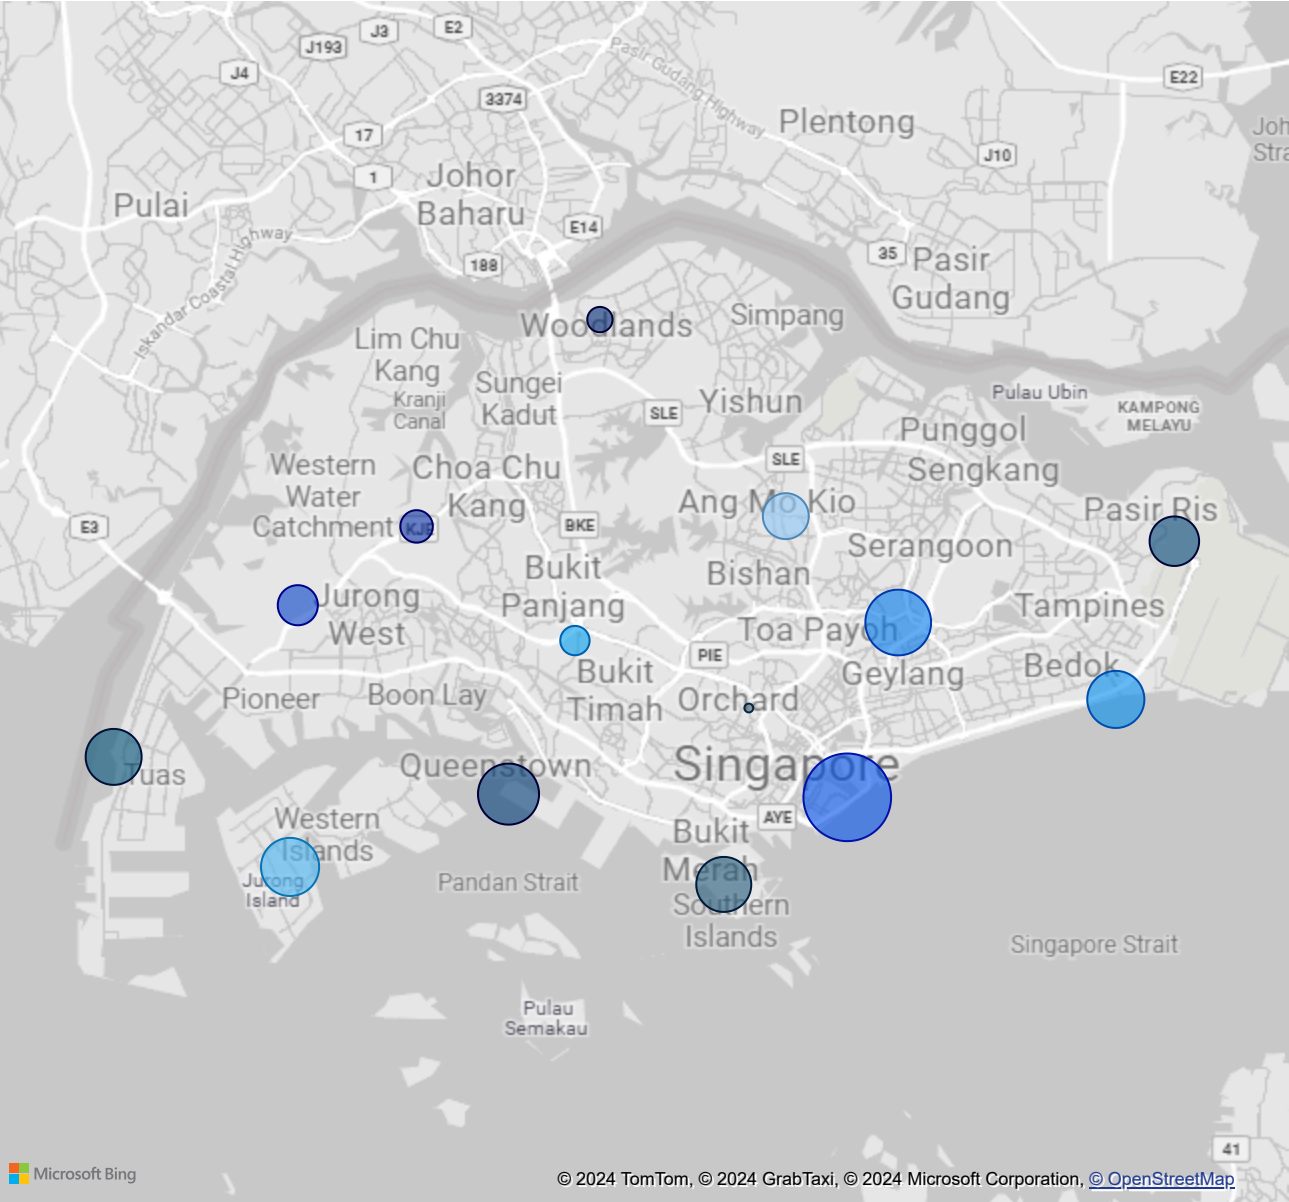 E2
J3
J193
J4
Pasir Gudang Highway
E22
3374
Plentong
Joh
Stra
17
J10
1
Johor
Baharu
Pulai
E14
Iskandar Coastal Highway
188
35
Pasir
Gudang
Woodlands
Simpang
Lim Chu
Kang
Kranji
Canal
Sungei
Kadut
SLE
Yishun
Pulau Ubin
KAMPONG
MELAYU
Punggol
Sengkang
SLE
Western
Water
Catchment
Choa Chu
Kang
Ang Mo Kio
Pasir Ris
E3
KJE
BKE
Serangoon
Bukit
Panjang
Bishan
Jurong
West
Tampines
Toa Payoh
PIE
Bukit
Timah
Geylang
Bedok
Pioneer
Boon Lay
Orchard
Queenstown
Singapore
Tuas
Western
Islands
AYE
Bukit
Merah
Jurong
Island
Pandan Strait
Southern
Islands
Singapore Strait
Pulau
Semakau
41
Microsoft Bing
© 2024 TomTom, © 2024 GrabTaxi, © 2024 Microsoft Corporation, © OpenStreetMap